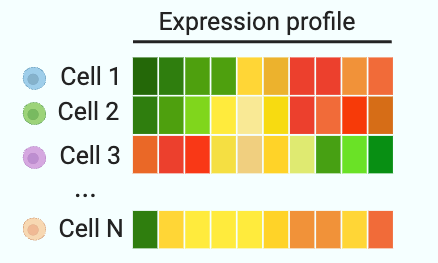 Expression profile
Cell 1
Cell 2
Cell 3
...
Cell N